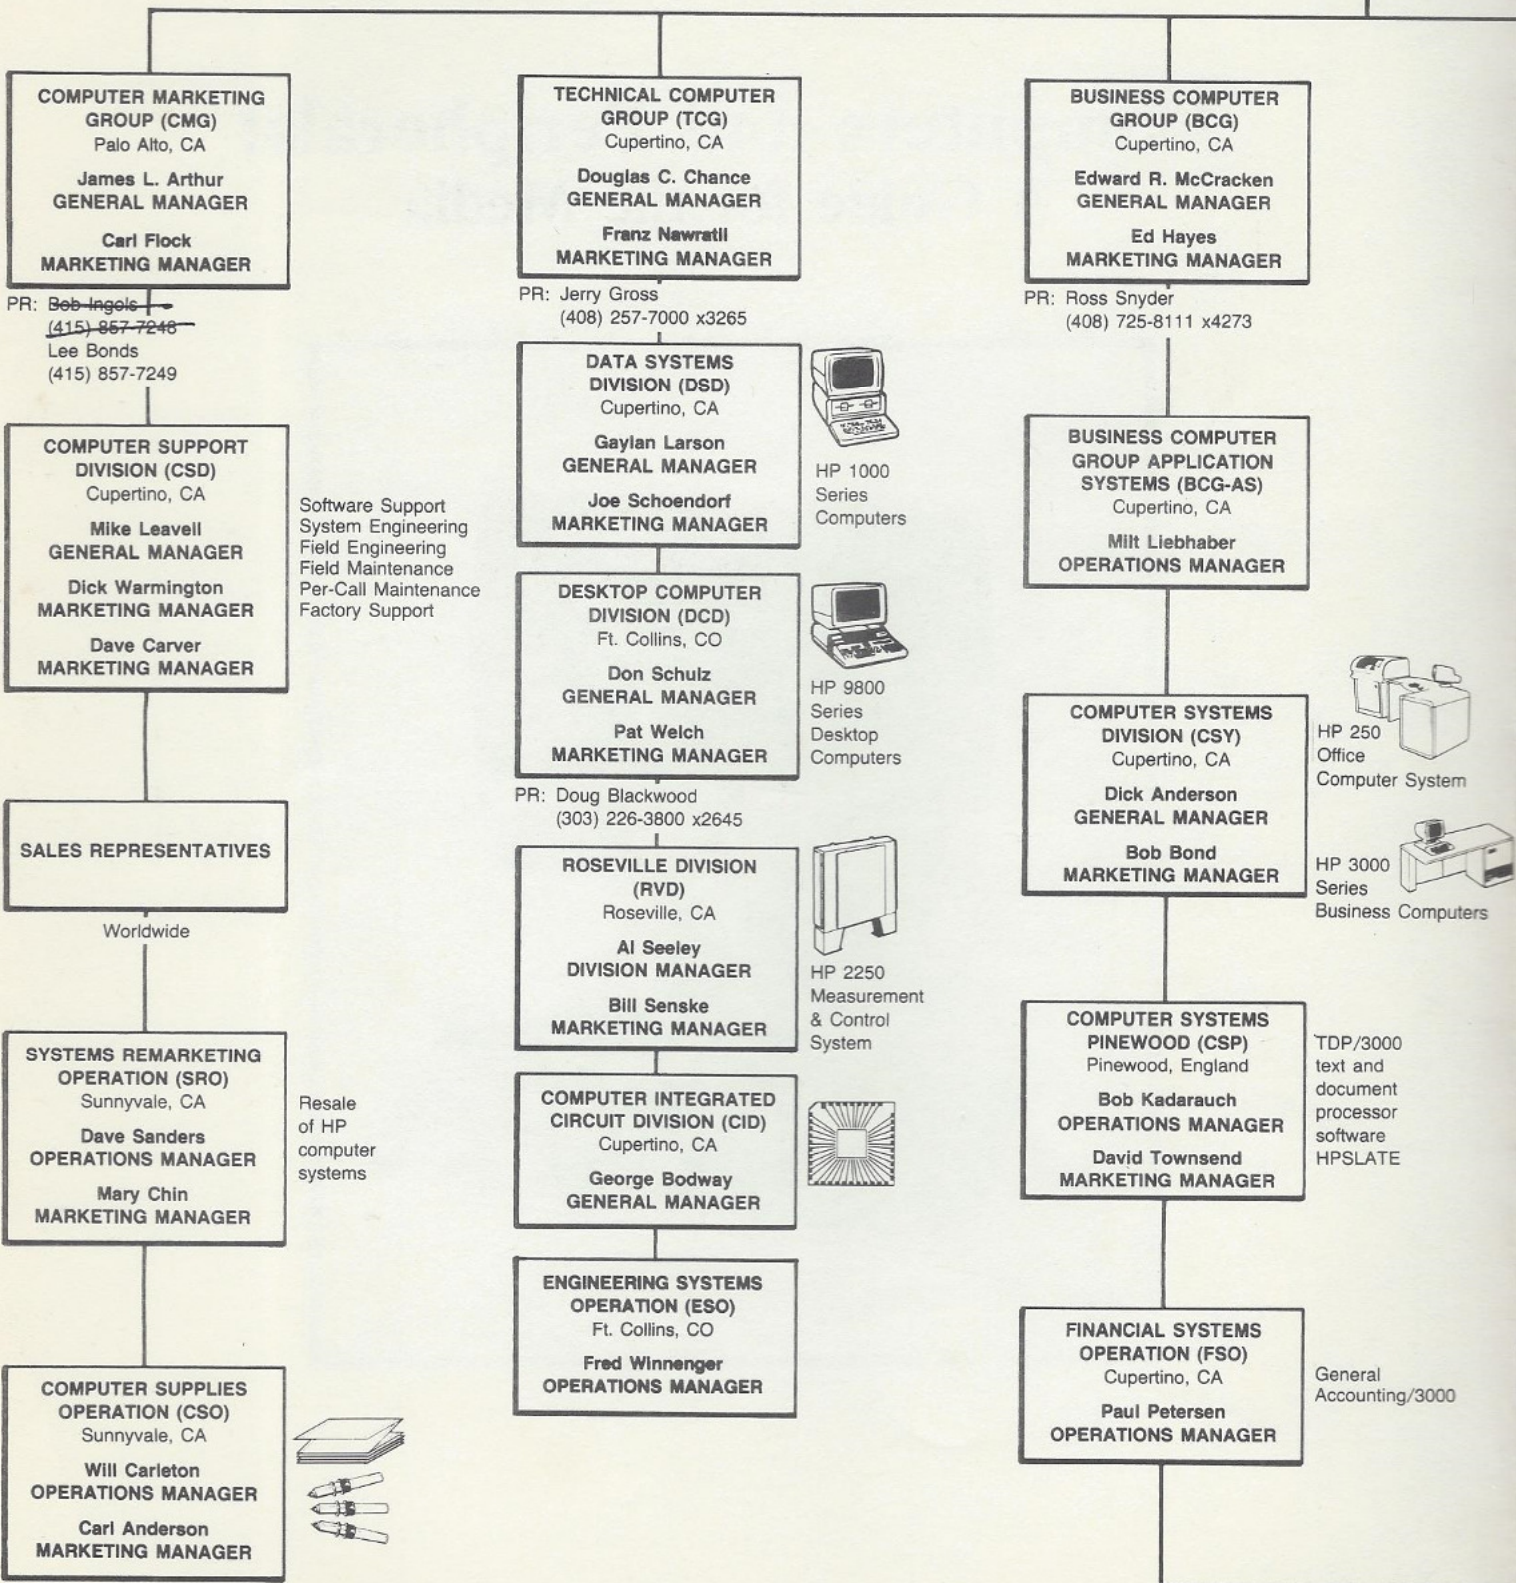 COMPUTER MARKETING
GROUP (CMG)
Palo Alto, CA
James L. Arthur
GENERAL MANAGER
Carl Flock
MARKETING MANAGER
PR: Bob Ingols
(415) 857-7248
Lee Bonds
(415) 857-7249
COMPUTER SUPPORT
DIVISION (CSD)
Cupertino, CA
Mike Leavell
GENERAL MANAGER
Dick Warmington
MARKETING MANAGER
Dave Carver
MARKETING MANAGER
Software Support
System Engineering
Field Engineering
Field Maintenance
Per-Call Maintenance
Factory Support
SALES REPRESENTATIVES
Worldwide
SYSTEMS REMARKETING
OPERATION (SRO)
Sunnyvale, CA
Dave Sanders
OPERATIONS MANAGER
Mary Chin
MARKETING MANAGER
Resale
of HP
computer
systems
COMPUTER SUPPLIES
OPERATION (CSO)
Sunnyvale, CA
Will Carleton
OPERATIONS MANAGER
Carl Anderson
MARKETING MANAGER
TECHNICAL COMPUTER
GROUP (TCG)
Cupertino, CA
Douglas C. Chance
GENERAL MANAGER
Franz Nawratil
MARKETING MANAGER
PR: Jerry Gross
(408) 257-7000 x3265
DATA SYSTEMS
DIVISION (DSD)
Cupertino, CA
Gaylan Larson
GENERAL MANAGER
Joe Schoendorf
MARKETING MANAGER
HP 1000
Series
Computers
DESKTOP COMPUTER
DIVISION (DCD)
Ft. Collins, CO
Don Schulz
GENERAL MANAGER
Pat Welch
MARKETING MANAGER
HP 9800
Series
Desktop
Computers
PR: Doug Blackwood
(303) 226-3800 x2645
ROSEVILLE DIVISION
(RVD)
Roseville, CA
Al Seeley
DIVISION MANAGER
Bill Senske
MARKETING MANAGER
HP 2250
Measurement
& Control
System
COMPUTER INTEGRATED
CIRCUIT DIVISION (CID)
Cupertino, CA
George Bodway
GENERAL MANAGER
ENGINEERING SYSTEMS
OPERATION (ESO)
Ft. Collins, CO
Fred Winnenger
OPERATIONS MANAGER
BUSINESS COMPUTER
GROUP (BCG)
Cupertino, CA
Edward R. McCracken
GENERAL MANAGER
Ed Hayes
MARKETING MANAGER
PR: Ross Snyder
(408) 725-8111 x4273
BUSINESS COMPUTER
GROUP APPLICATION
SYSTEMS (BCG-AS)
Cupertino, CA
Milt Liebhaber
OPERATIONS MANAGER
COMPUTER SYSTEMS
DIVISION (CSY)
Cupertino, CA
Dick Anderson
GENERAL MANAGER
Bob Bond
MARKETING MANAGER
HP 250
Office
Computer System
HP 3000
Series
Business Computers
COMPUTER SYSTEMS
PINEWOOD (CSP)
Pinewood, England
Bob Kadarauch
OPERATIONS MANAGER
David Townsend
MARKETING MANAGER
TDP/3000
text and
document
processor
software
HPSLATE
FINANCIAL SYSTEMS
OPERATION (FSO)
Cupertino, CA
Paul Petersen
OPERATIONS MANAGER
General
Accounting/3000